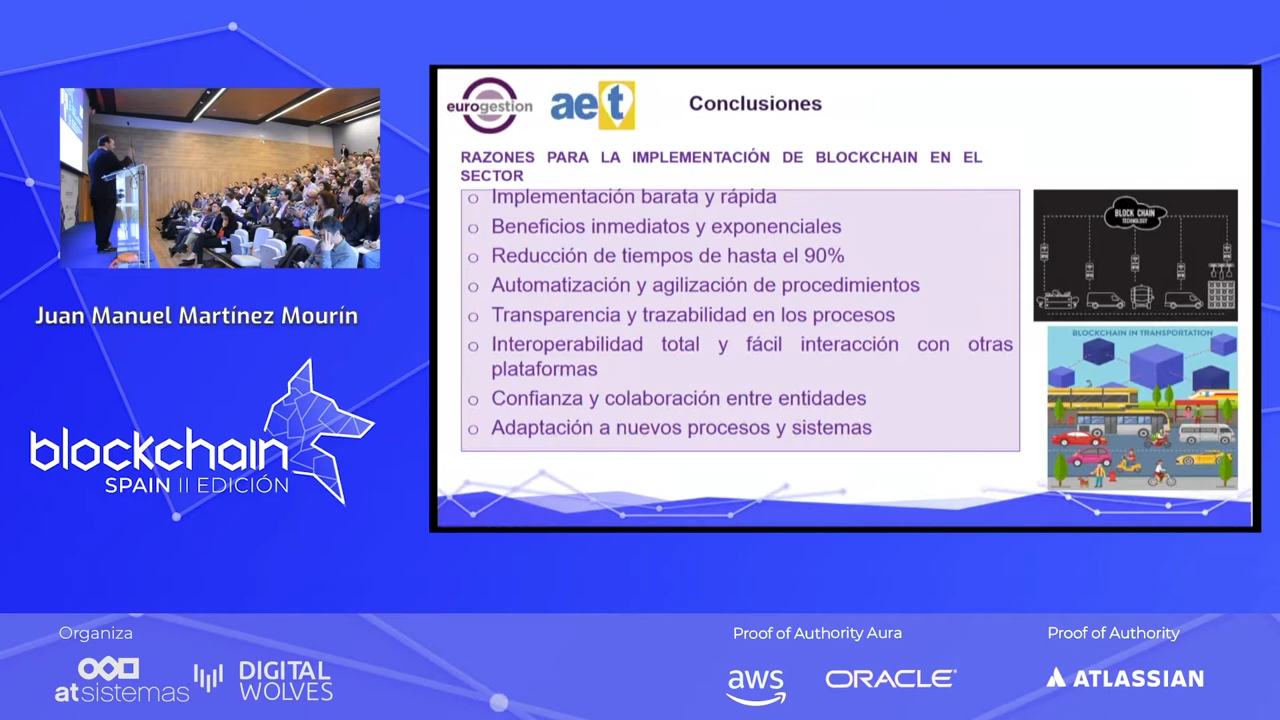 eurogestion
aet
Conclusiones
RAZONES PARA LA IMPLEMENTACIÓN DE BLOCKCHAIN EN EL
SECTOR
o Implementación barata y rápida
o Beneficios inmediatos y exponenciales
o Reducción de tiempos de hasta el 90%
o Automatización y agilización de procedimientos
o Transparencia y trazabilidad en los procesos
o Interoperabilidad total y fácil interacción con otras
plataformas
o Confianza y colaboración entre entidades
o Adaptación a nuevos procesos y sistemas
BLOCK CHAIN
TECHNOLOGY
BLOCKCHAIN IN TRANSPORTATION
Juan Manuel Martínez Mourín
blockchain
SPAIN II EDICIÓN
Organiza
atsistemas
DIGITAL
WOLVES
Proof of Authority Aura
aws
ORACLE
Proof of Authority
ATLASSIAN